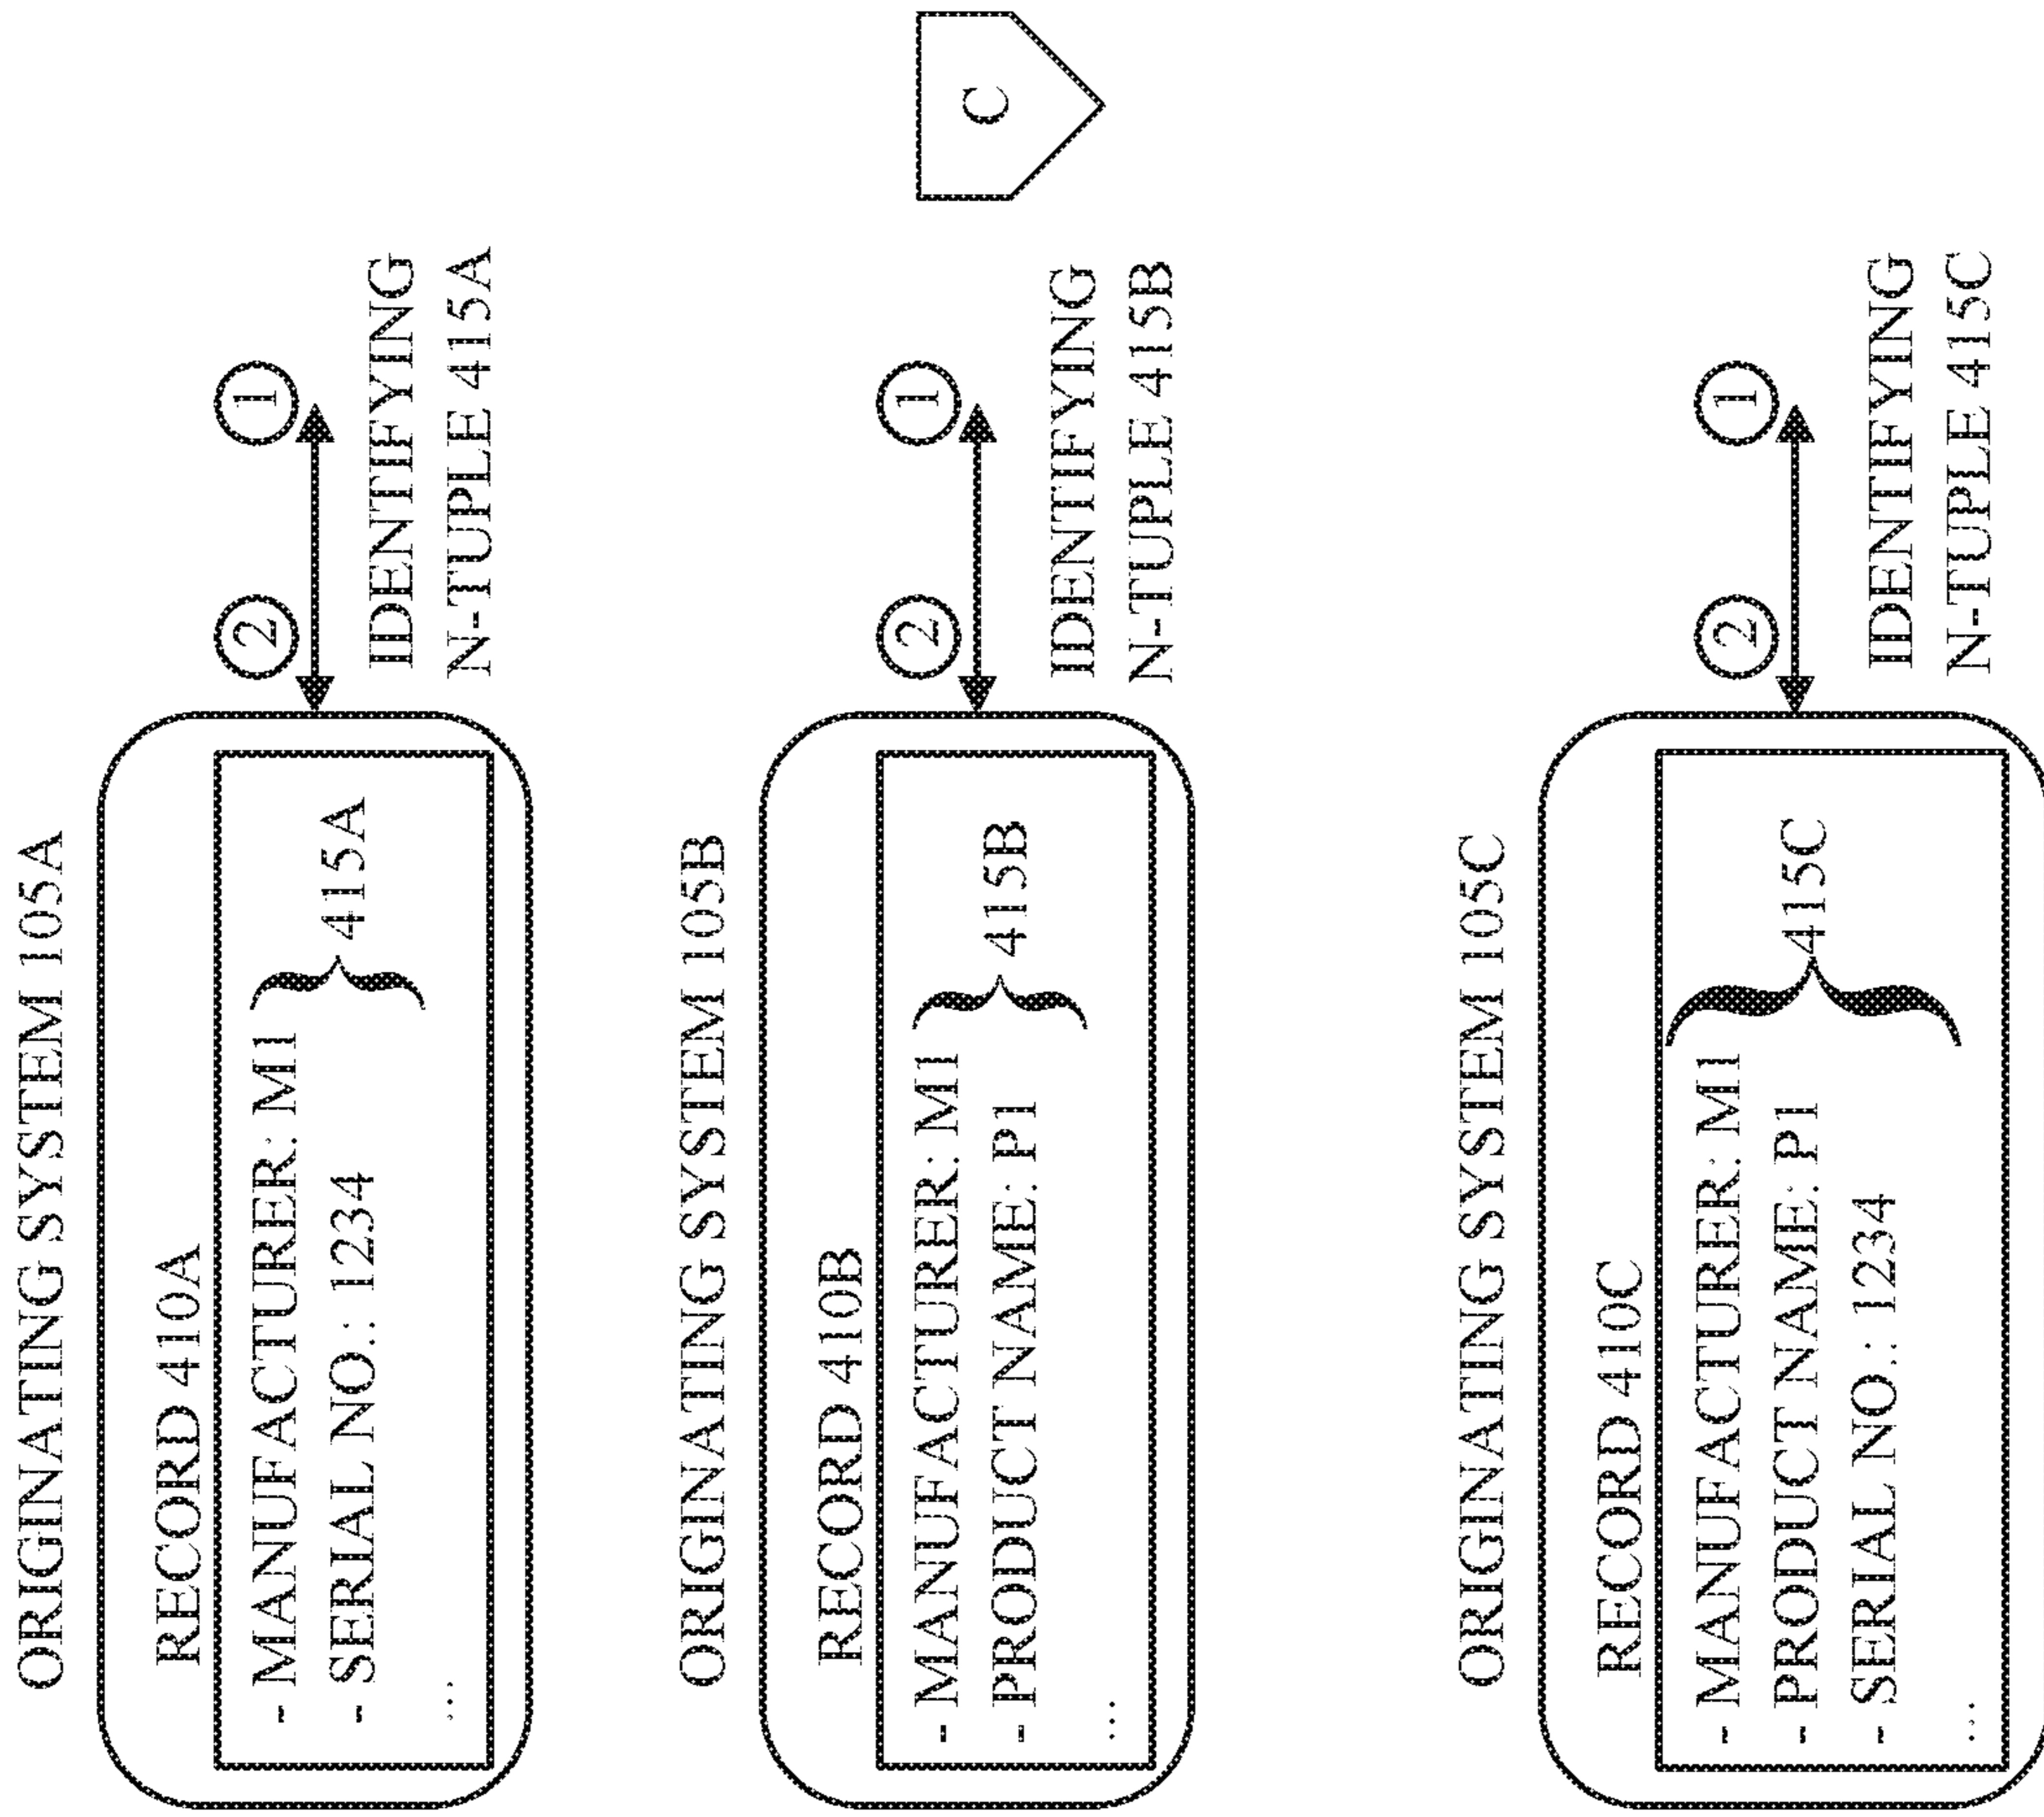 ORIGINATING SYSTEM 105A
RECORD 410A
- MANUFACTURER: M1
- SERIAL NO.: 1234
...
415A
2
1
IDENTIFYING
N-TUPLE 415A
ORIGINATING SYSTEM 105B
RECORD 410B
- MANUFACTURER: M1
- PRODUCT NAME: P1
...
415B
2
1
IDENTIFYING
N-TUPLE 415B
C
ORIGINATING SYSTEM 105C
RECORD 410C
- MANUFACTURER: M1
- PRODUCT NAME: P1
- SERIAL NO.: 1234
...
415C
2
1
IDENTIFYING
N-TUPLE 415C